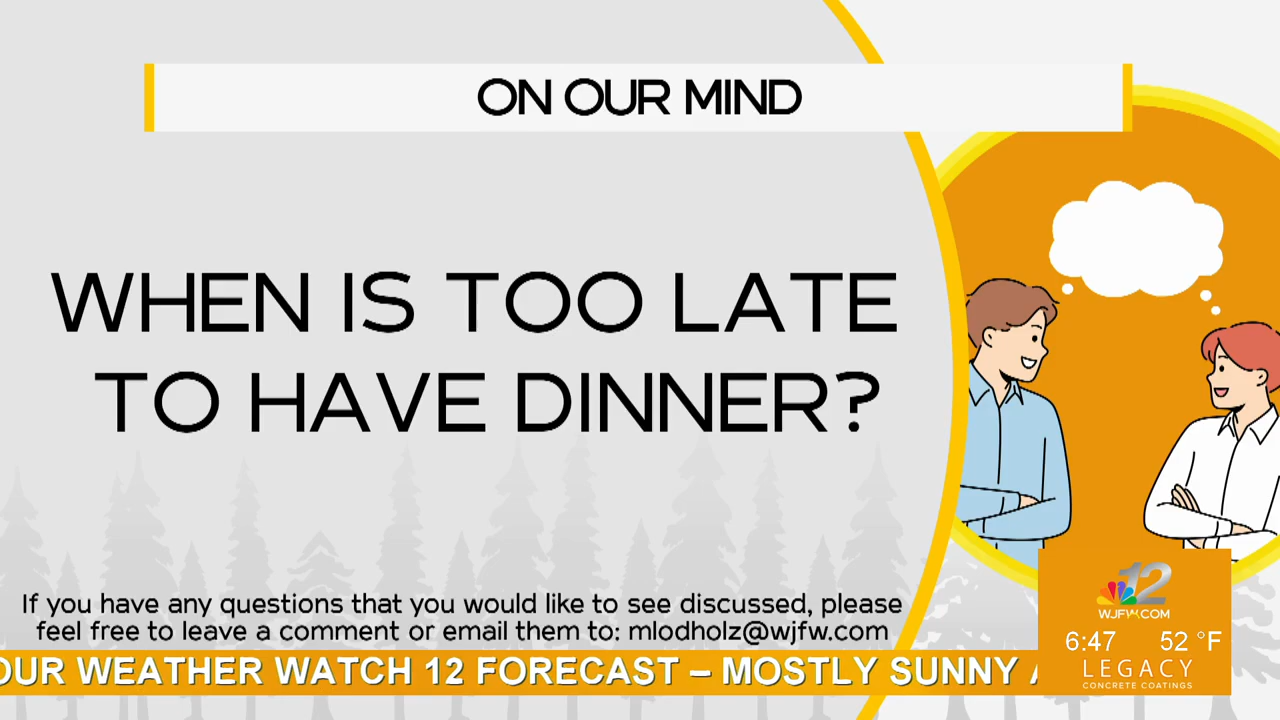 ON OUR MIND
WHEN IS TOO LATE
TO HAVE DINNER?
If you have any questions that you would like to see discussed, please
feel free to leave a comment or email them to: mlodholz@wjfw.com
OUR WEATHER WATCH 12 FORECAST – MOSTLY SUNNY
12
WJFW.COM
6:47 52 °F
LEGACY
CONCRETE COATINGS